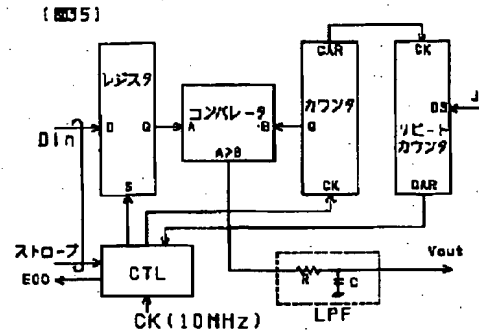 [図5]
レジスタ
D
Q
S
コンパレータ
A
B
A>B
CAR
カウンタ
Q
CK
CK
DS
J
リピート
カウンタ
CAR
Din
ストローブ
EOC
CTL
CK(10MHz)
R
C
LPF
Vout